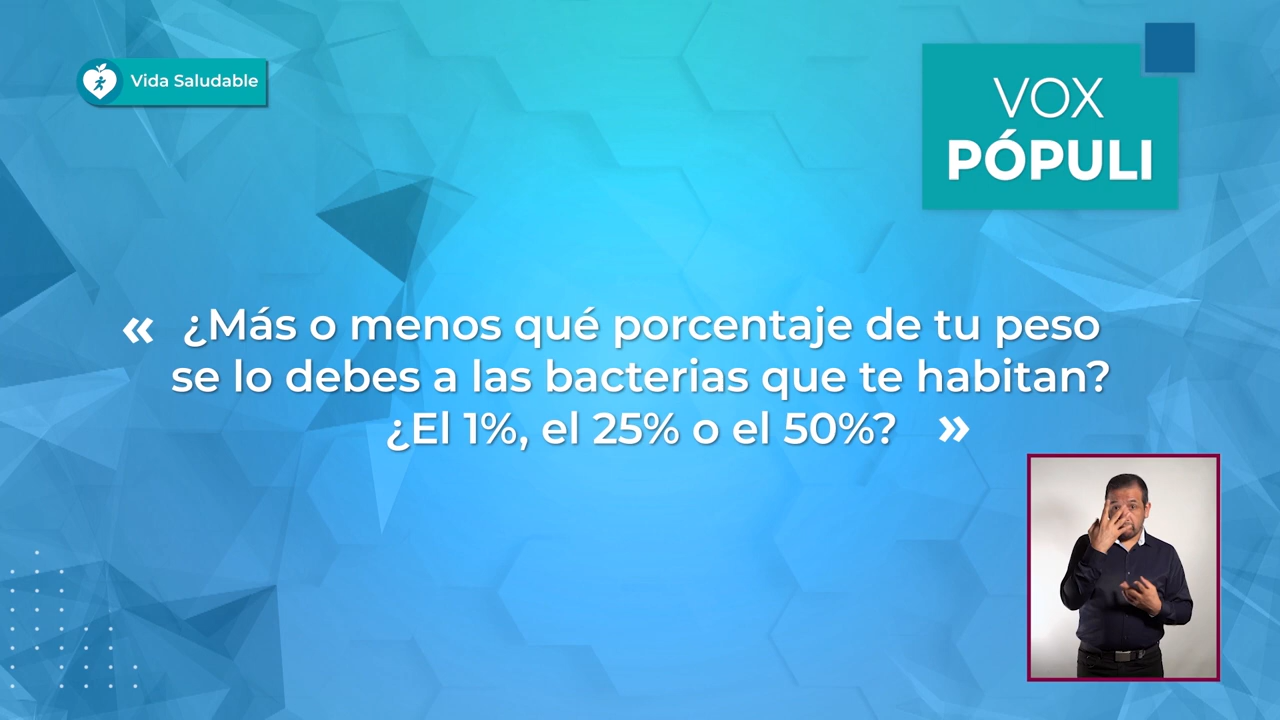 Vida Saludable
VOX
PÓPULI
« ¿Más o menos qué porcentaje de tu peso
se lo debes a las bacterias que te habitan?
¿El 1%, el 25% o el 50%? »